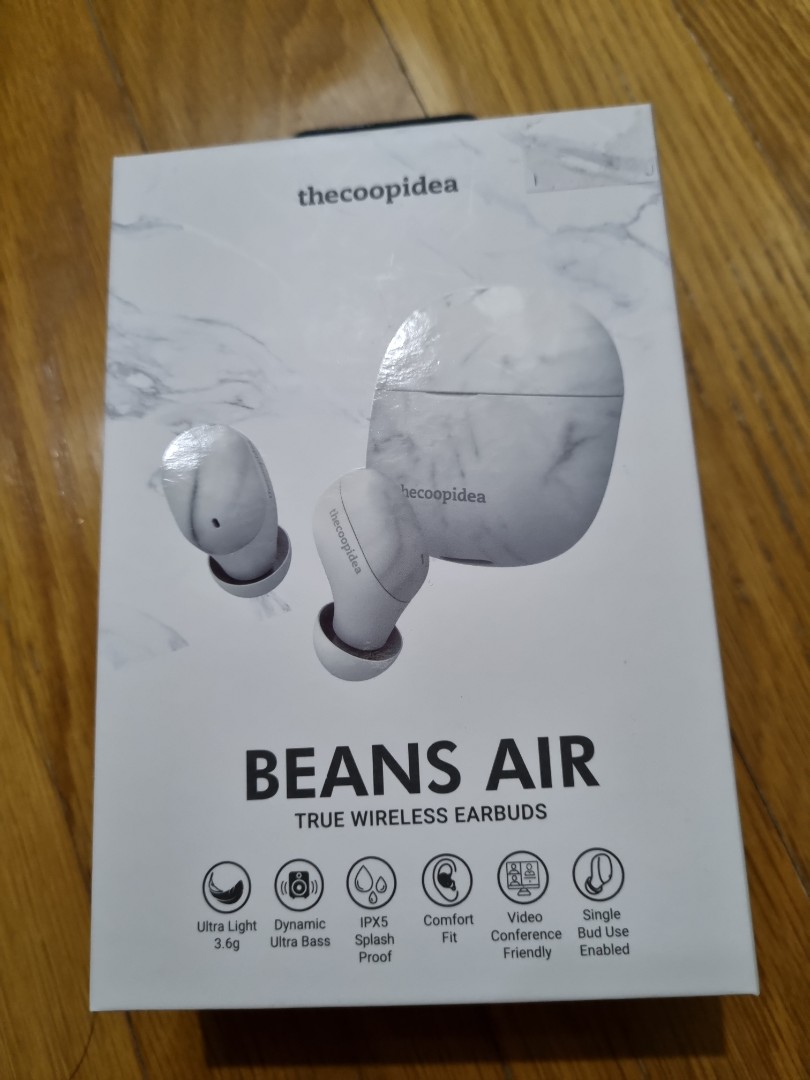 thecoopidea
hecoopidea
thecoopidea
BEANS AIR
TRUE WIRELESS EARBUDS
Ultra Light
3.6g
Dynamic
Ultra Bass
IPX5
Splash
Proof
Comfort
Fit
Video
Conference
Friendly
Single
Bud Use
Enabled